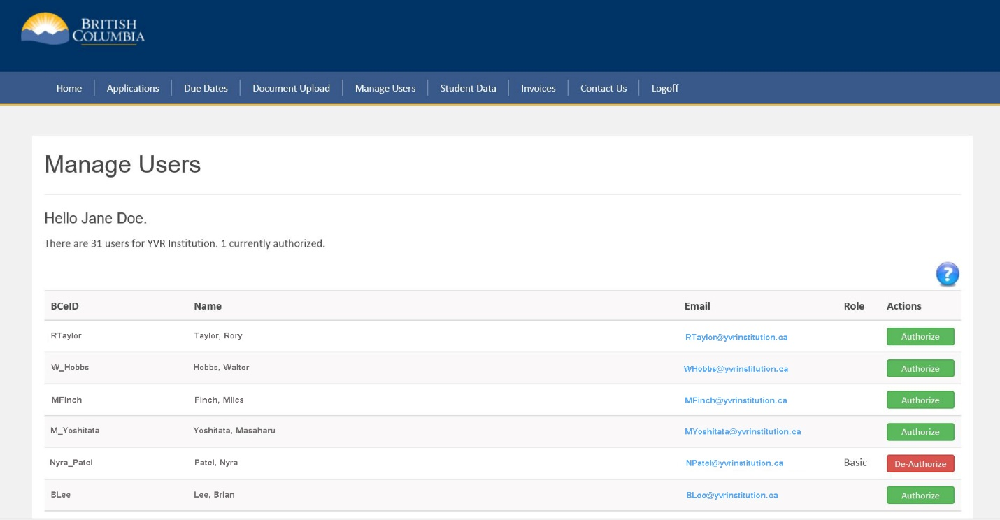 BRITISH
COLUMBIA
Home Applications Due Dates Document Upload Manage Users Student Data Invoices Contact Us Logoff
Manage Users
Hello Jane Doe.
There are 31 users for YVR Institution. 1 currently authorized.
?
BCeID Name Email Role Actions
RTaylor Taylor, Rory RTaylor@yvrinstitution.ca Authorize
W_Hobbs Hobbs, Walter WHobbs@yvrinstitution.ca Authorize
MFinch Finch, Miles MFinch@yvrinstitution.ca Authorize
M_Yoshitata Yoshitata, Masaharu MYoshitata@yvrinstitution.ca Authorize
Nyra_Patel Patel, Nyra NPatel@yvrinstitution.ca Basic De-Authorize
BLee Lee, Brian BLee@yvrinstitution.ca Authorize